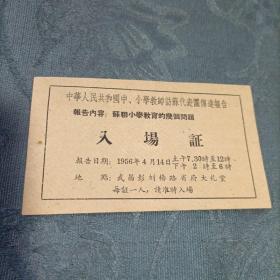 中華人民共和國中、小學教師訪蘇代表團傳達報告
報告內容：蘇聯小學教育的幾個問題
入場証
報告日期：1956年4月14日 上午7.30時至12時
下午 2 時至6時
地 點：武昌彭刘楊路省府大礼堂
每証一人，請准時入場